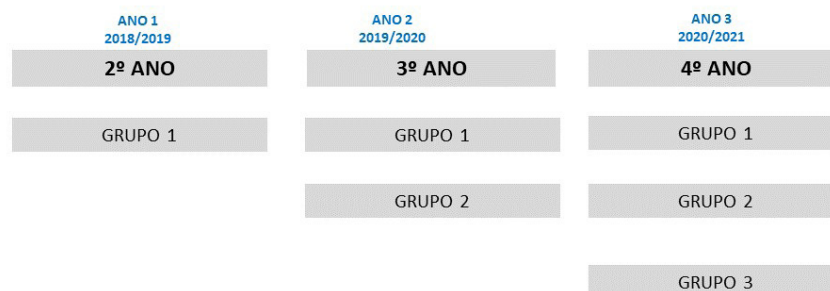 ANO 1
2018/2019
ANO 2
2019/2020
ANO 3
2020/2021
2º ANO
3º ANO
4º ANO
GRUPO 1
GRUPO 1
GRUPO 1
GRUPO 2
GRUPO 2
GRUPO 3